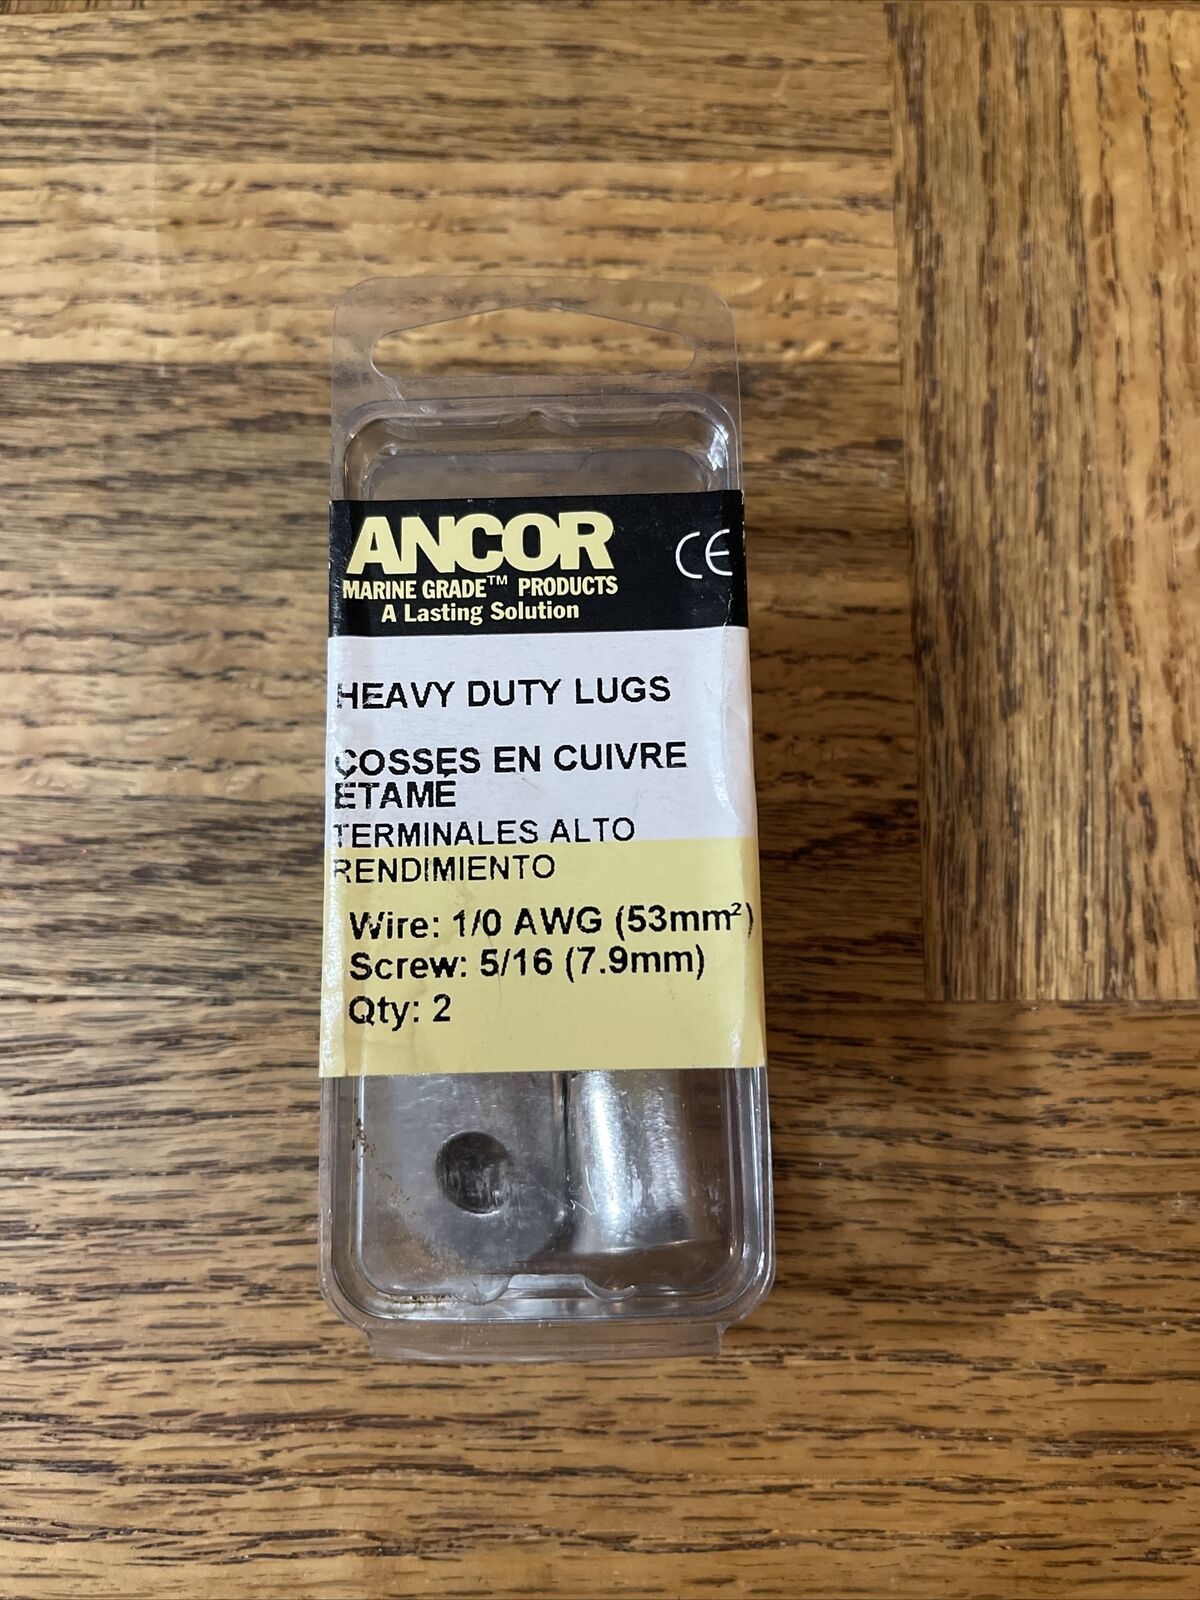 ANCOR
CE
MARINE GRADE™ PRODUCTS
A Lasting Solution
HEAVY DUTY LUGS
COSSES EN CUIVRE
ÉTAMÉ
TERMINALES ALTO
RENDIMIENTO
Wire: 1/0 AWG (53mm²)
Screw: 5/16 (7.9mm)
Qty: 2